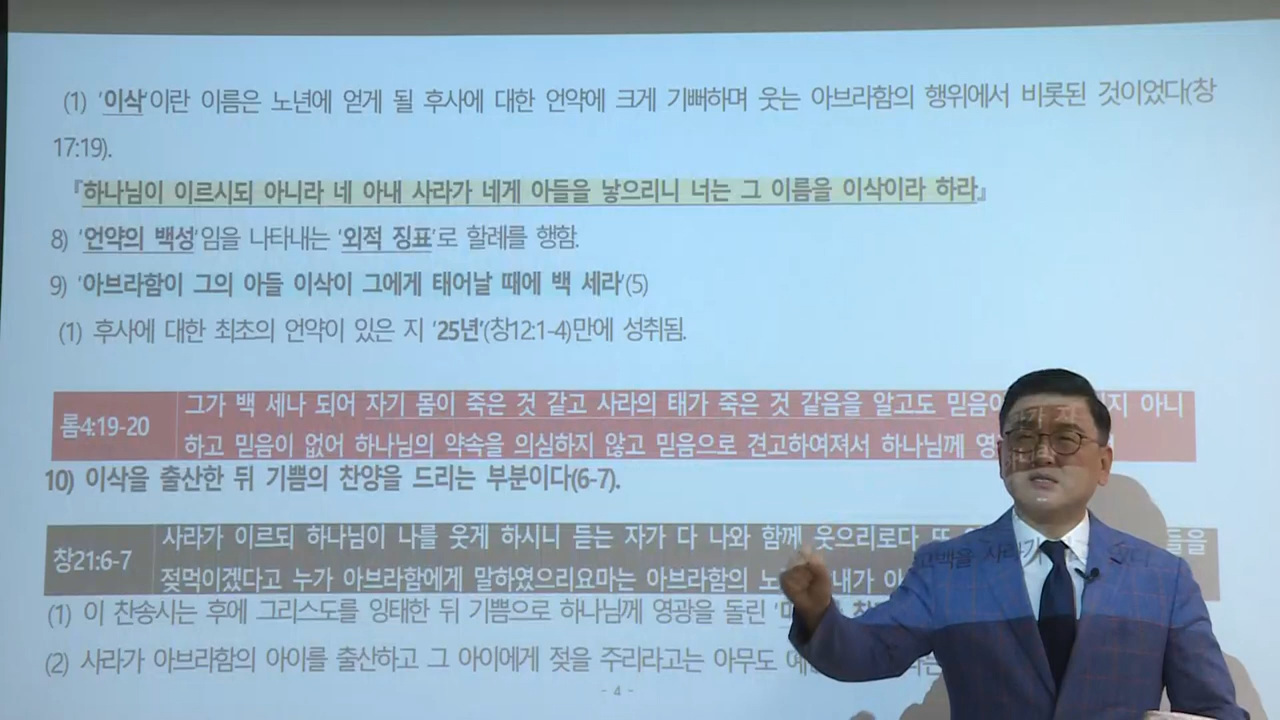 (1) '이삭'이란 이름은 노년에 얻게 될 후사에 대한 언약에 크게 기뻐하며 웃는 아브라함의 행위에서 비롯된 것이었다(창
17:19).
『하나님이 이르시되 아니라 네 아내 사라가 네게 아들을 낳으리니 너는 그 이름을 이삭이라 하라』
8) '언약의 백성'임을 나타내는 '외적 징표'로 할례를 행함.
9) '아브라함이 그의 아들 이삭이 그에게 태어날 때에 백 세라'(5)
(1) 후사에 대한 최초의 언약이 있은 지 '25년'(창12:1-4)만에 성취됨.
롬4:19-20
그가 백 세나 되어 자기 몸이 죽은 것 같고 사라의 태가 죽은 것 같음을 알고도 믿음이 지 아니
하고 믿음이 없어 하나님의 약속을 의심하지 않고 믿음으로 견고하여져서 하나님께
10) 이삭을 출산한 뒤 기쁨의 찬양을 드리는 부분이다(6-7).
창21:6-7
사라가 이르되 하나님이 나를 웃게 하시니 듣는 자가 다 나와 함께 웃으리로다 또 들을
젖먹이겠다고 누가 아브라함에게 말하였으리요마는 아브라함의 내가
(1) 이 찬송시는 후에 그리스도를 잉태한 뒤 기쁨으로 하나님께 영광을 돌린
고백을 사라가
(2) 사라가 아브라함의 아이를 출산하고 그 아이에게 젖을 주리라고는 아무도
- 4 -